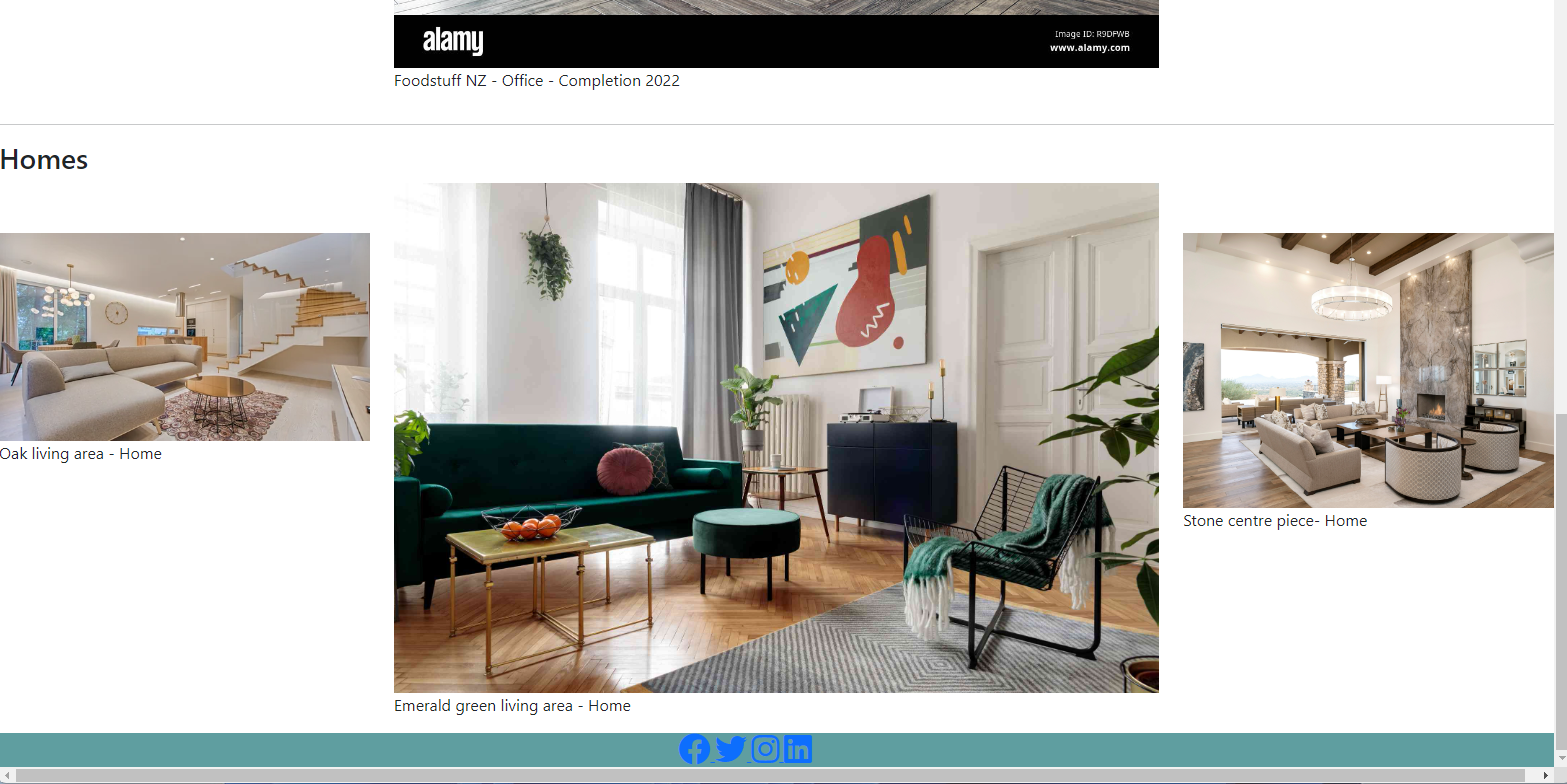 alamy
Image ID: R9DFWB
www.alamy.com
Foodstuff NZ - Office - Completion 2022
Homes
Oak living area - Home
Stone centre piece- Home
Emerald green living area - Home